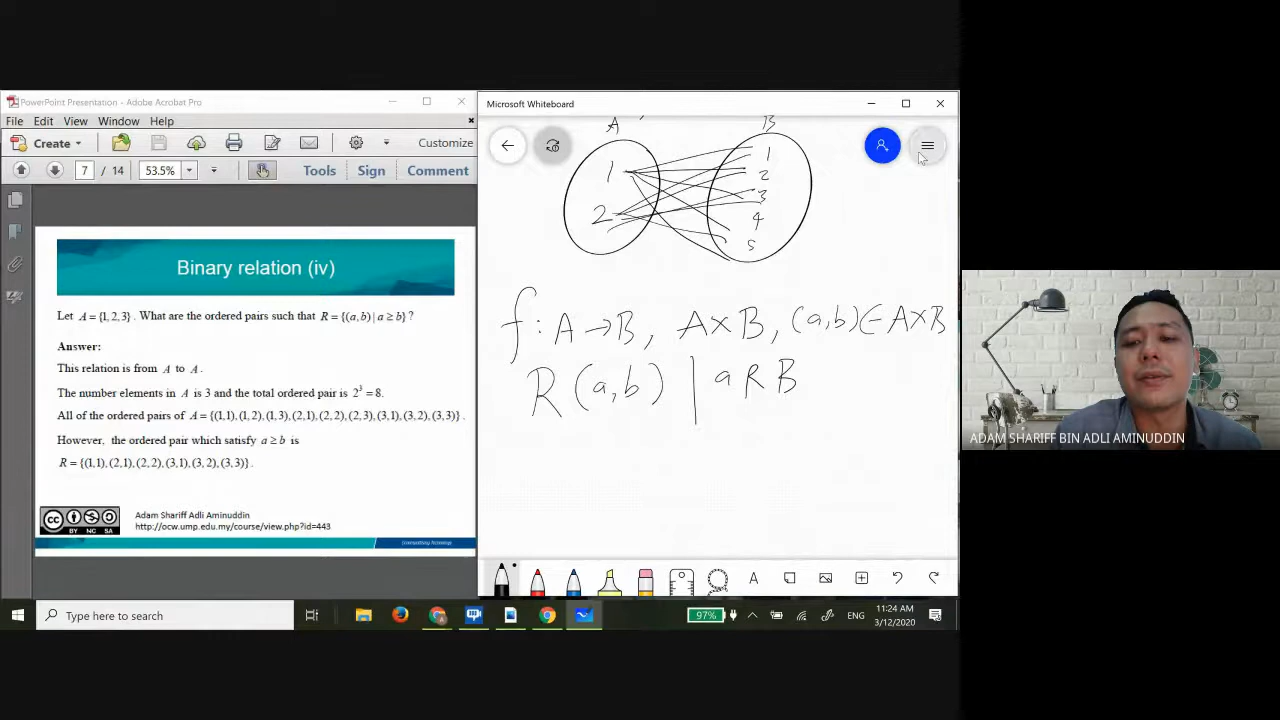 PowerPoint Presentation - Adobe Acrobat Pro
File Edit View Window Help
Create
Customize
7 / 14 53.5% Tools Sign Comment
Binary relation (iv)
Let A = {1, 2, 3} . What are the ordered pairs such that R = {(a,b) | a ≥ b} ?
Answer:
This relation is from A to A .
The number elements in A is 3 and the total ordered pair is 2³ = 8.
All of the ordered pairs of A = {(1,1), (1,2), (1,3), (2,1), (2,2), (2,3), (3,1), (3,2), (3,3)} .
However, the ordered pair which satisfy a ≥ b is
R = {(1,1), (2,1), (2,2), (3,1), (3,2), (3,3)} .
CC BY NC SA
Adam Shariff Adli Aminuddin
http://ocw.ump.edu.my/course/view.php?id=443
Microsoft Whiteboard
A B
1 1
2
2 3
4
5
f : A → B , A × B , (a,b) ∈ A × B
R (a,b) | a R B
A
ADAM SHARIFF BIN ADLI AMINUDDIN
Type here to search
97%
ENG
11:24 AM
3/12/2020